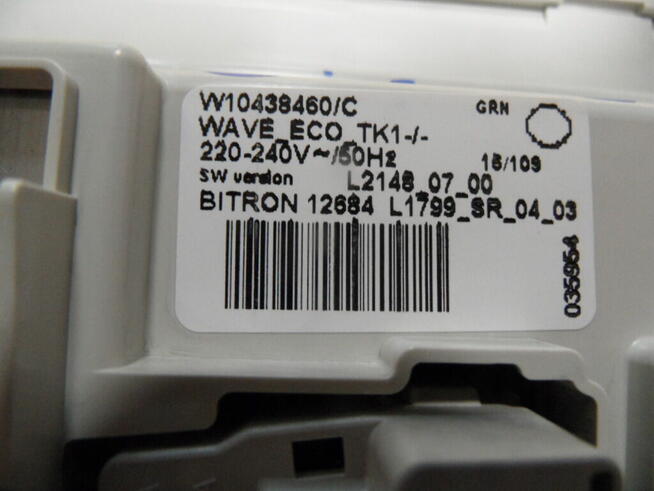 W10438460/C GRN
WAVE_ECO_TK1-/-
220-240V~/50Hz 15/109
SW version L2148_07_00
BITRON 12684 L1799_SR_04_03
035954